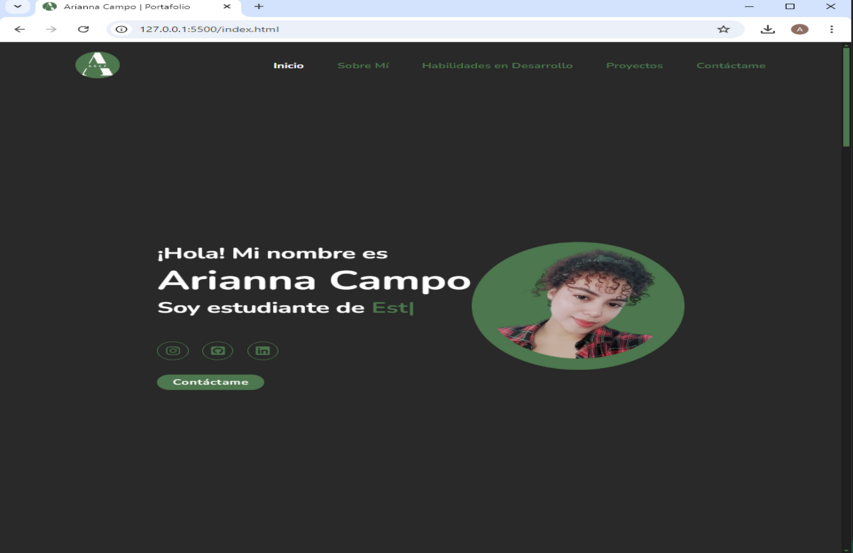 Arianna Campo | Portafolio
127.0.0.1:5500/index.html
A
A
Inicio
Sobre Mí
Habilidades en Desarrollo
Proyectos
Contáctame
¡Hola! Mi nombre es
Arianna Campo
Soy estudiante de Est|
in
Contáctame